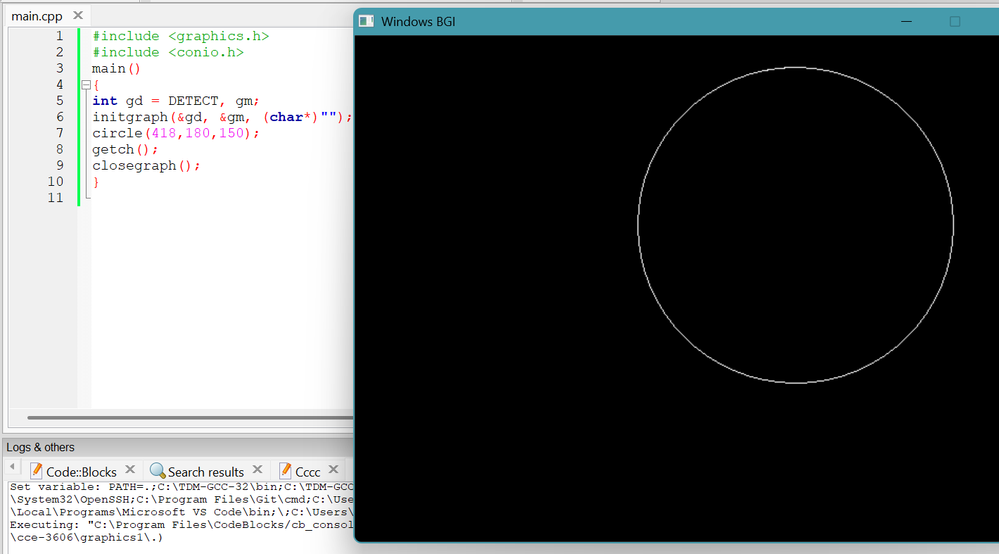 main.cpp
Windows BGI
1 #include <graphics.h>
2 #include <conio.h>
3 main()
4 {
5 int gd = DETECT, gm;
6 initgraph(&gd, &gm, (char*)"");
7 circle(418,180,150);
8 getch();
9 closegraph();
10 }
11
Logs & others
Code::Blocks Search results Cccc
Set variable: PATH=.;C:\TDM-GCC-32\bin;C:\TDM-GCC
\System32\OpenSSH;C:\Program Files\Git\cmd;C:\Use
\Local\Programs\Microsoft VS Code\bin;\;C:\Users\
Executing: "C:\Program Files\CodeBlocks/cb_consol
\cce-3606\graphics1\.)